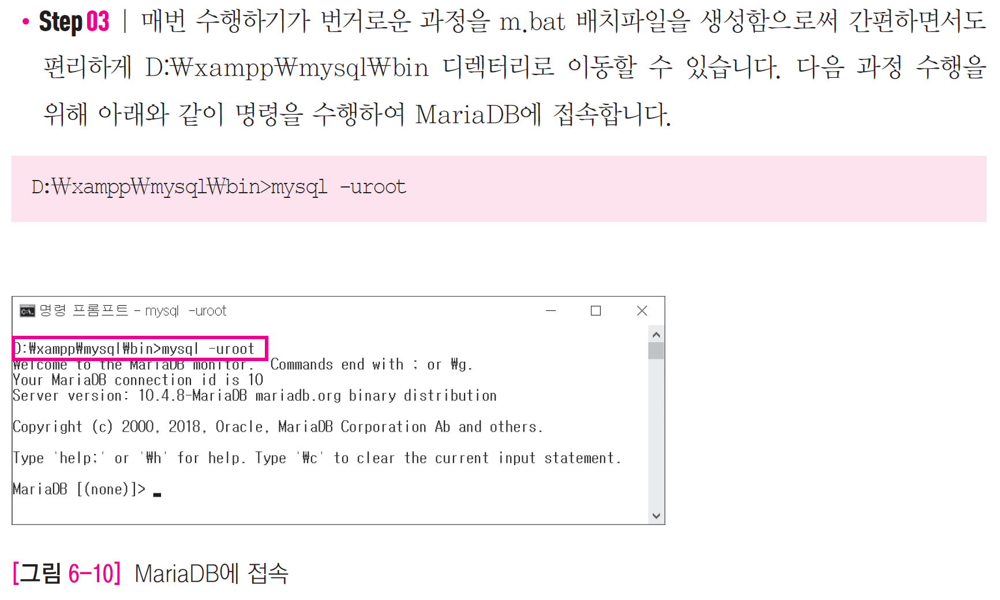 • Step 03 | 매번 수행하기가 번거로운 과정을 m.bat 배치파일을 생성함으로써 간편하면서도
편리하게 D:₩xampp₩mysql₩bin 디렉터리로 이동할 수 있습니다. 다음 과정 수행을
위해 아래와 같이 명령을 수행하여 MariaDB에 접속합니다.
D:₩xampp₩mysql₩bin>mysql -uroot
명령 프롬프트 - mysql  -uroot
D:₩xampp₩mysql₩bin>mysql -uroot
Welcome to the MariaDB monitor.  Commands end with ; or ₩g.
Your MariaDB connection id is 10
Server version: 10.4.8-MariaDB mariadb.org binary distribution
Copyright (c) 2000, 2018, Oracle, MariaDB Corporation Ab and others.
Type 'help;' or '₩h' for help. Type '₩c' to clear the current input statement.
MariaDB [(none)]> _
[그림 6-10] MariaDB에 접속